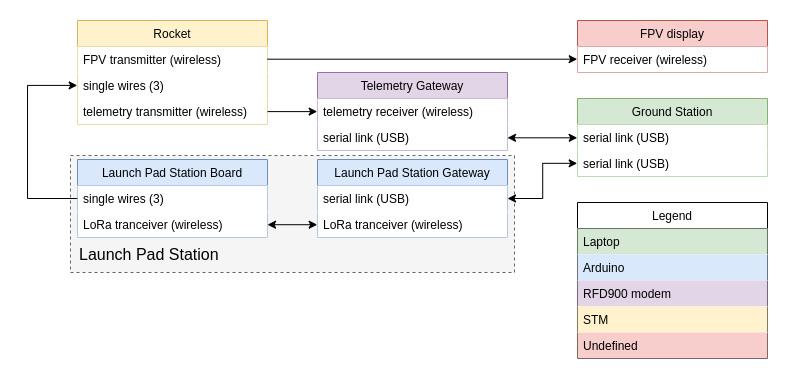 Rocket
FPV transmitter (wireless)
single wires (3)
telemetry transmitter (wireless)
FPV display
FPV receiver (wireless)
Telemetry Gateway
telemetry receiver (wireless)
serial link (USB)
Ground Station
serial link (USB)
serial link (USB)
Launch Pad Station Board
single wires (3)
LoRa tranceiver (wireless)
Launch Pad Station Gateway
serial link (USB)
LoRa tranceiver (wireless)
Launch Pad Station
Legend
Laptop
Arduino
RFD900 modem
STM
Undefined